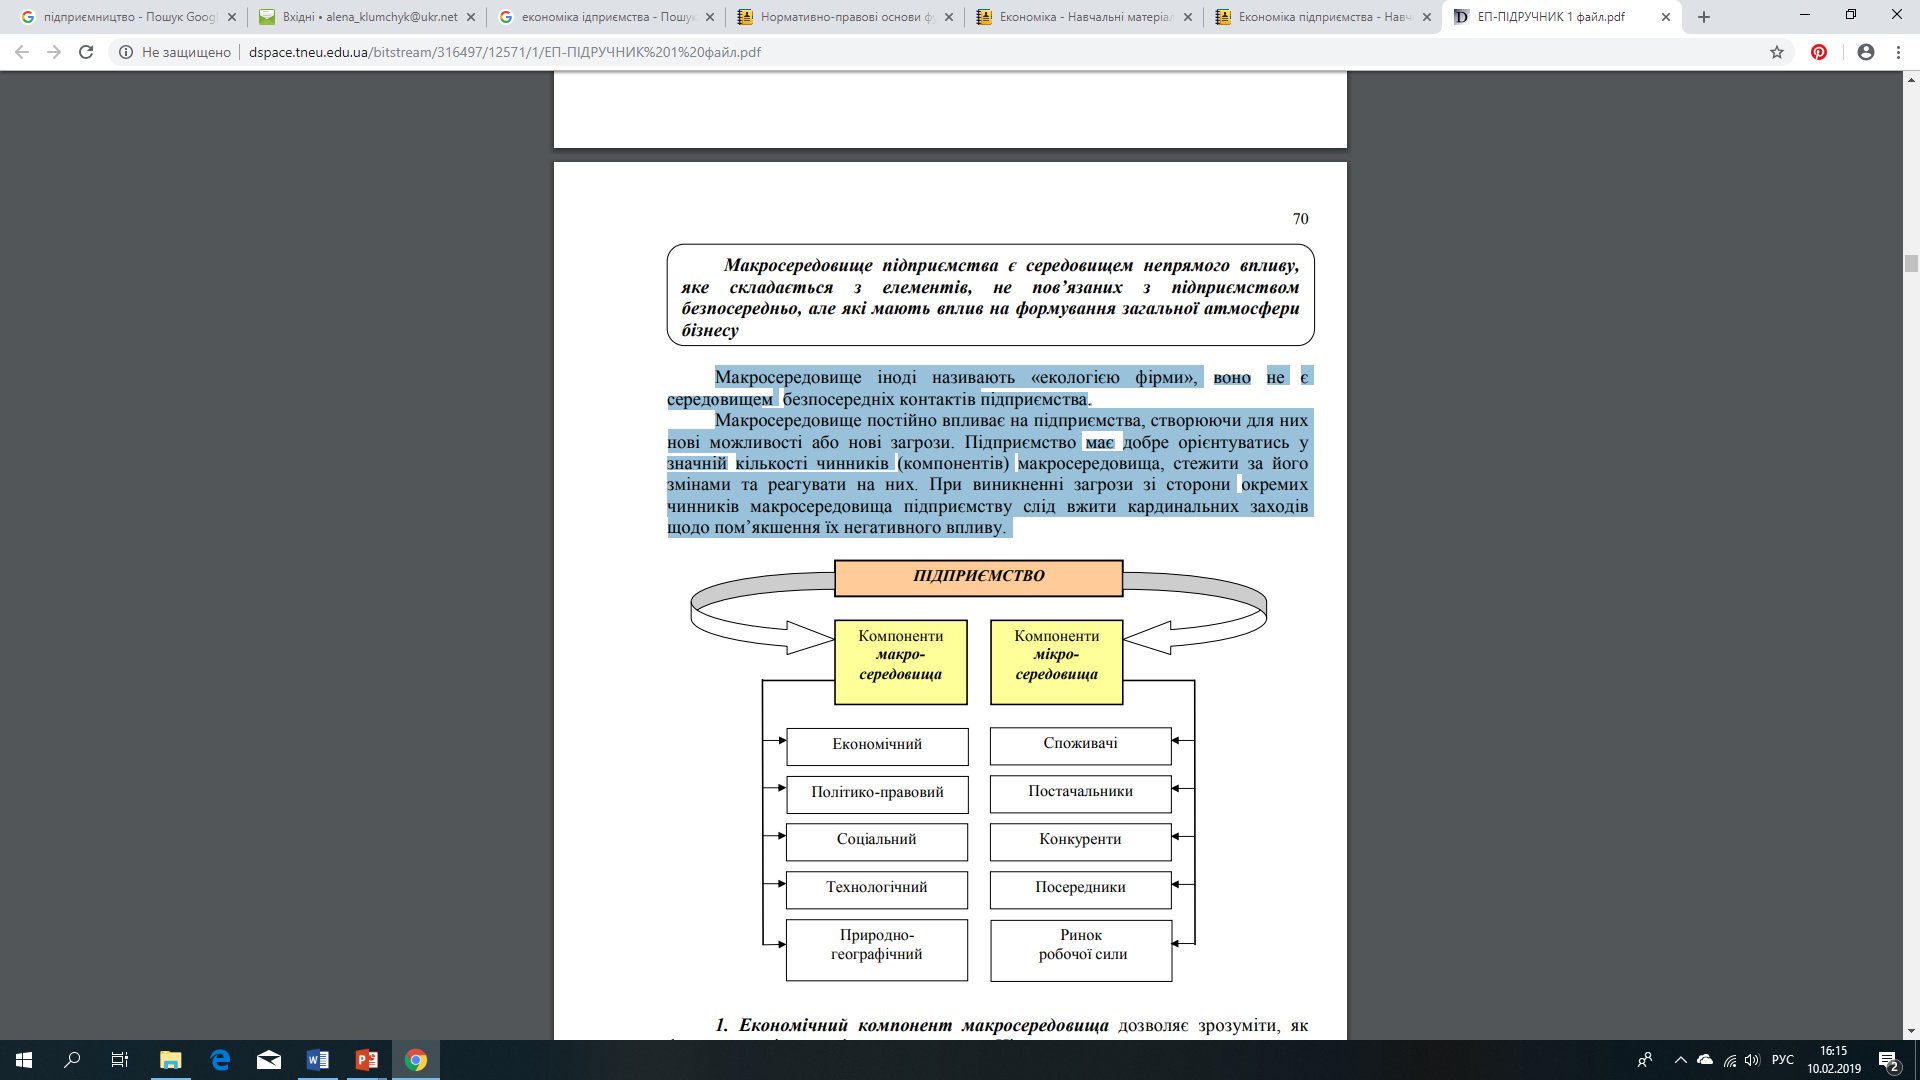 підприємництво - Пошук Goog
Вхідні • alena_klumchyk@ukr.net
економіка ідприємства - Пошук
Нормативно-правові основи фу
Економіка - Навчальні матеріал
Економіка підприємства - Навч
ЕП-ПІДРУЧНИК 1 файл.pdf
Не защищено
dspace.tneu.edu.ua/bitstream/316497/12571/1/ЕП-ПІДРУЧНИК%201%20файл.pdf
70
Макросередовище підприємства є середовищем непрямого впливу,
яке складається з елементів, не пов’язаних з підприємством
безпосередньо, але які мають вплив на формування загальної атмосфери
бізнесу
Макросередовище іноді називають «екологією фірми», воно не є
середовищем безпосередніх контактів підприємства.
Макросередовище постійно впливає на підприємства, створюючи для них
нові можливості або нові загрози. Підприємство має добре орієнтуватись у
значній кількості чинників (компонентів) макросередовища, стежити за його
змінами та реагувати на них. При виникненні загрози зі сторони окремих
чинників макросередовища підприємству слід вжити кардинальних заходів
щодо пом’якшення їх негативного впливу.
ПІДПРИЄМСТВО
Компоненти
макро-
середовища
Компоненти
мікро-
середовища
Економічний
Споживачі
Політико-правовий
Постачальники
Соціальний
Конкуренти
Технологічний
Посередники
Природно-
географічний
Ринок
робочої сили
1. Економічний компонент макросередовища дозволяє зрозуміти, як
РУС
16:15
10.02.2019
2